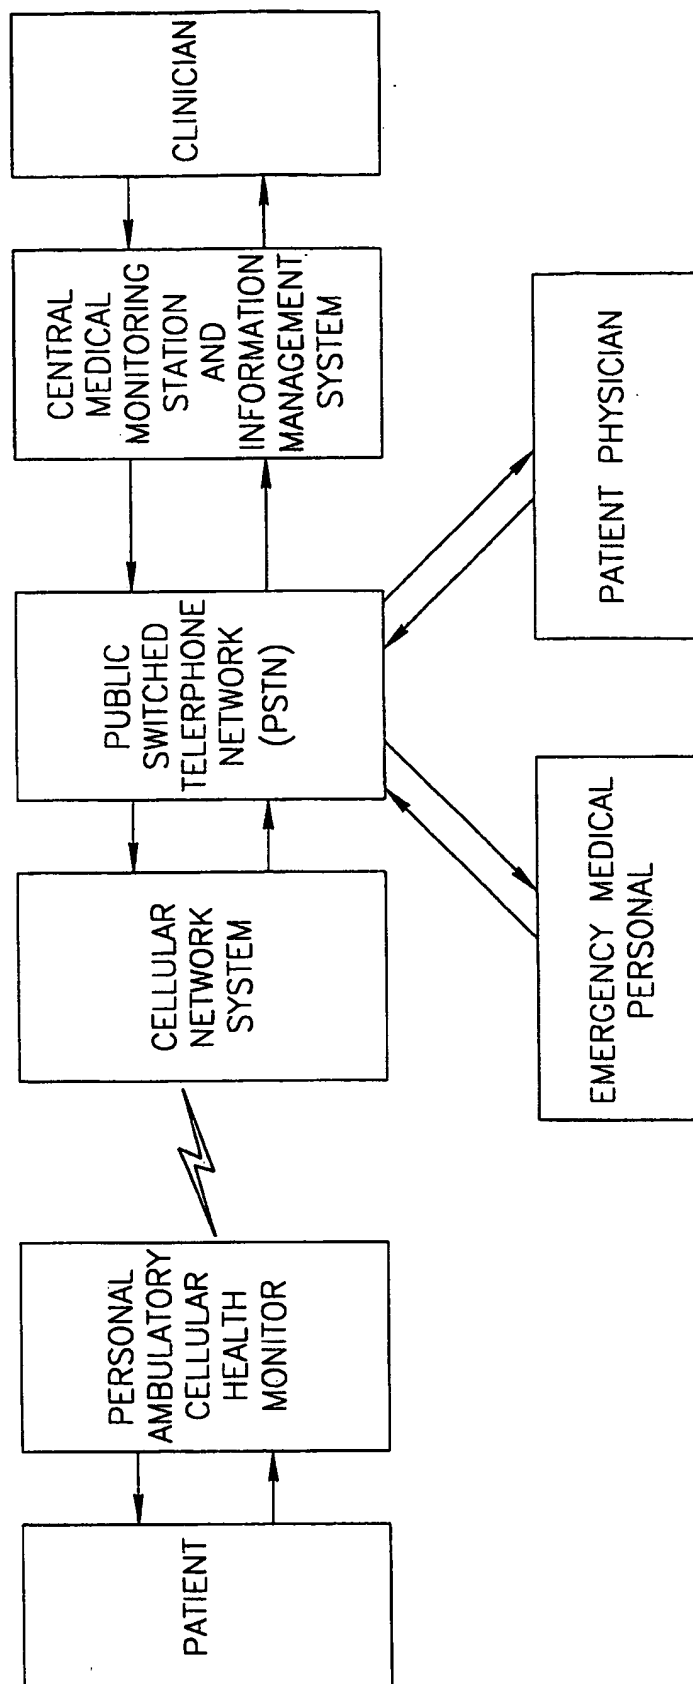 PATIENT
PERSONAL
AMBULATORY
CELLULAR
HEALTH
MONITOR
CELLULAR
NETWORK
SYSTEM
PUBLIC
SWITCHED
TELERPHONE
NETWORK
(PSTN)
CENTRAL
MEDICAL
MONITORING
STATION
AND
INFORMATION
MANAGEMENT
SYSTEM
CLINICIAN
EMERGENCY MEDICAL
PERSONAL
PATIENT PHYSICIAN